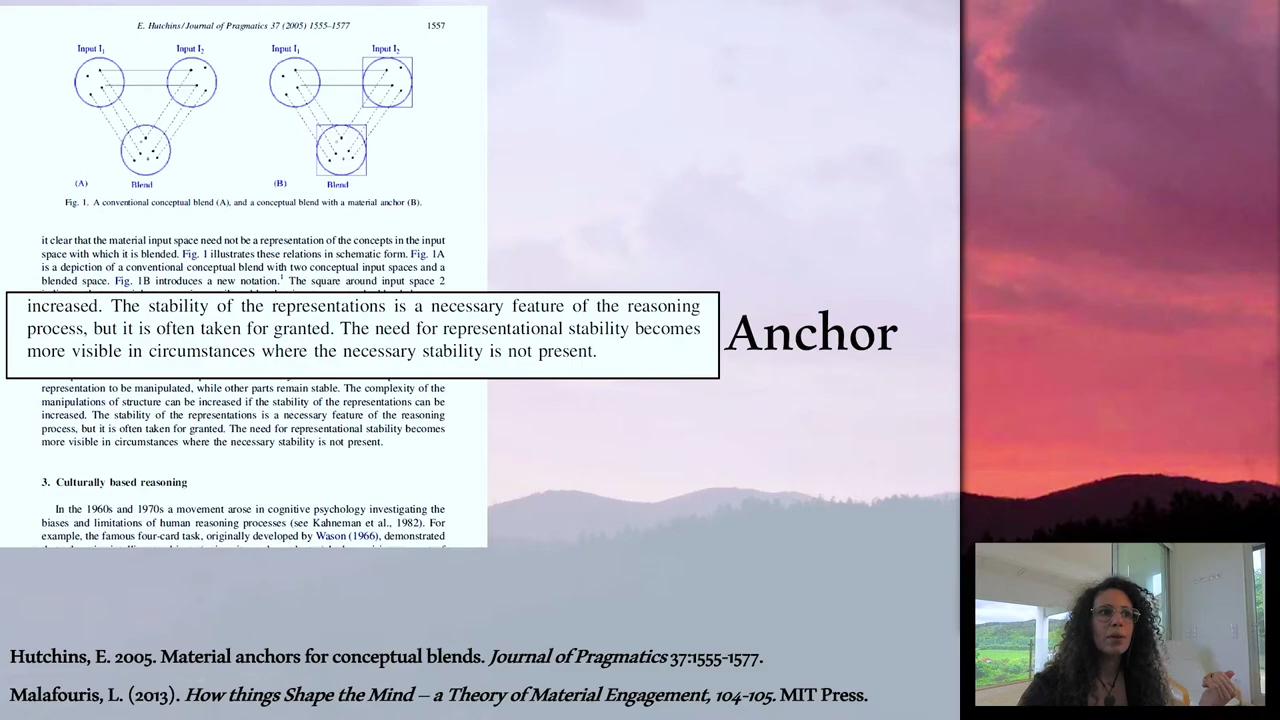 E. Hutchins / Journal of Pragmatics 37 (2005) 1555–1577 1557
Input I1 Input I2 Input I1 Input I2
(A) Blend (B) Blend
Fig. 1. A conventional conceptual blend (A), and a conceptual blend with a material anchor (B).
it clear that the material input space need not be a representation of the concepts in the input
space with which it is blended. Fig. 1 illustrates these relations in schematic form. Fig. 1A
is a depiction of a conventional conceptual blend with two conceptual input spaces and a
blended space. Fig. 1B introduces a new notation.1 The square around input space 2
increased. The stability of the representations is a necessary feature of the reasoning
process, but it is often taken for granted. The need for representational stability becomes
more visible in circumstances where the necessary stability is not present.
Anchor
representation to be manipulated, while other parts remain stable. The complexity of the
manipulations of structure can be increased if the stability of the representations can be
increased. The stability of the representations is a necessary feature of the reasoning
process, but it is often taken for granted. The need for representational stability becomes
more visible in circumstances where the necessary stability is not present.
3. Culturally based reasoning
In the 1960s and 1970s a movement arose in cognitive psychology investigating the
biases and limitations of human reasoning processes (see Kahneman et al., 1982). For
example, the famous four-card task, originally developed by Wason (1966), demonstrated
Hutchins, E. 2005. Material anchors for conceptual blends. Journal of Pragmatics 37:1555-1577.
Malafouris, L. (2013). How things Shape the Mind – a Theory of Material Engagement, 104-105. MIT Press.